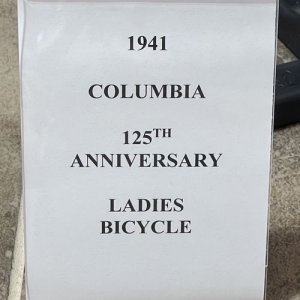 1941
COLUMBIA
125TH
ANNIVERSARY
LADIES
BICYCLE